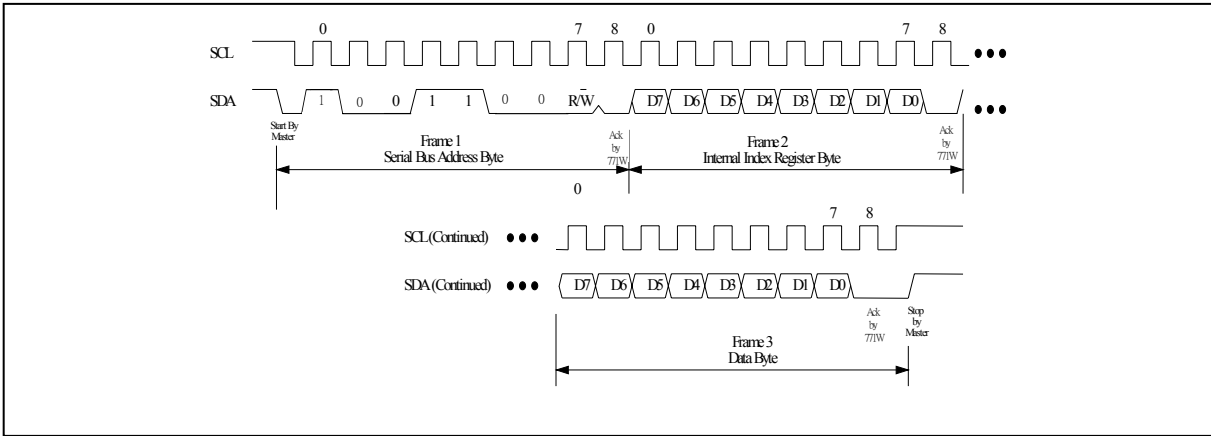 0 7 8 0 7 8
SCL
SDA 1 0 0 1 1 0 0 R/W D7 D6 D5 D4 D3 D2 D1 D0
Start By
Master
Frame 1
Serial Bus Address Byte
Ack
by
771W
Frame 2
Internal Index Register Byte
Ack
by
771W
0
7 8
SCL (Continued)
SDA (Continued) D7 D6 D5 D4 D3 D2 D1 D0
Ack
by
771W
Stop
by
Master
Frame 3
Data Byte